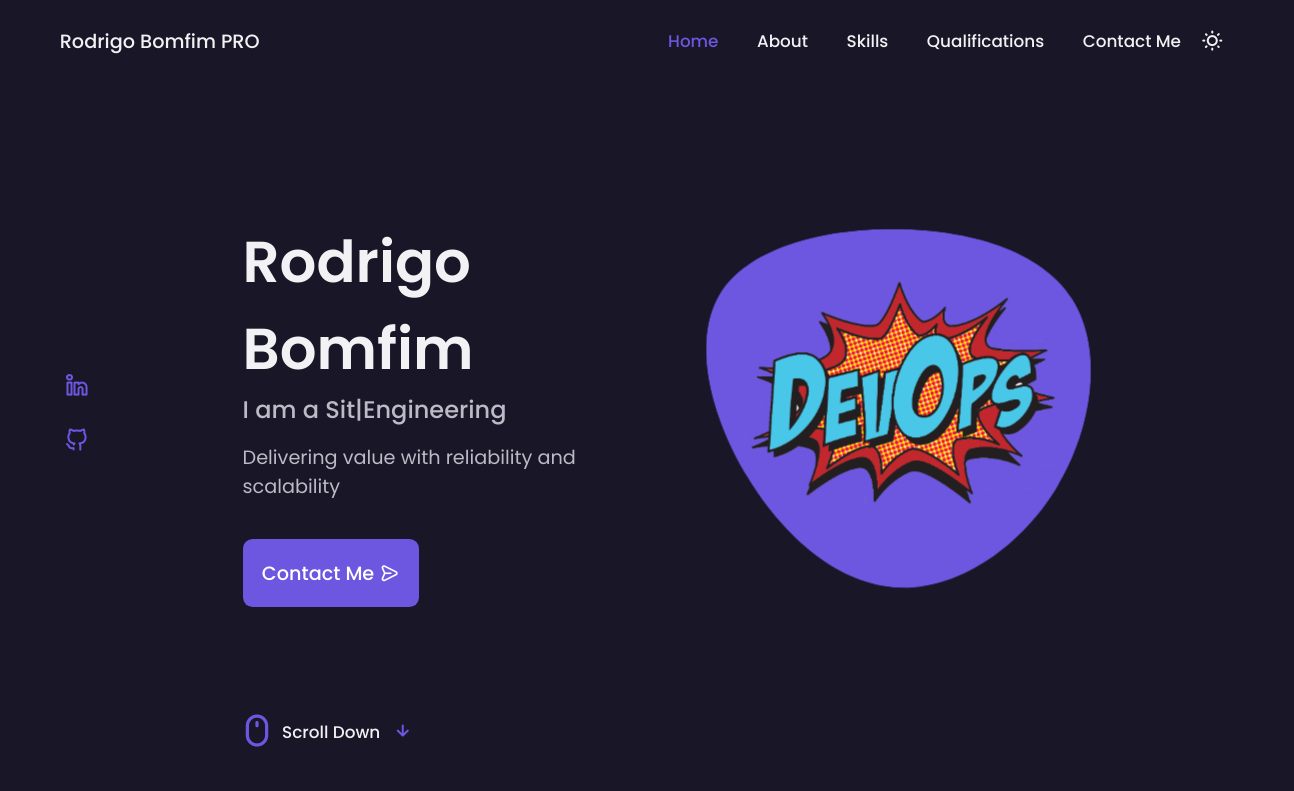 Rodrigo Bomfim PRO
Home About Skills Qualifications Contact Me
Rodrigo
Bomfim
I am a Sit|Engineering
Delivering value with reliability and
scalability
Contact Me
DevOps
Scroll Down